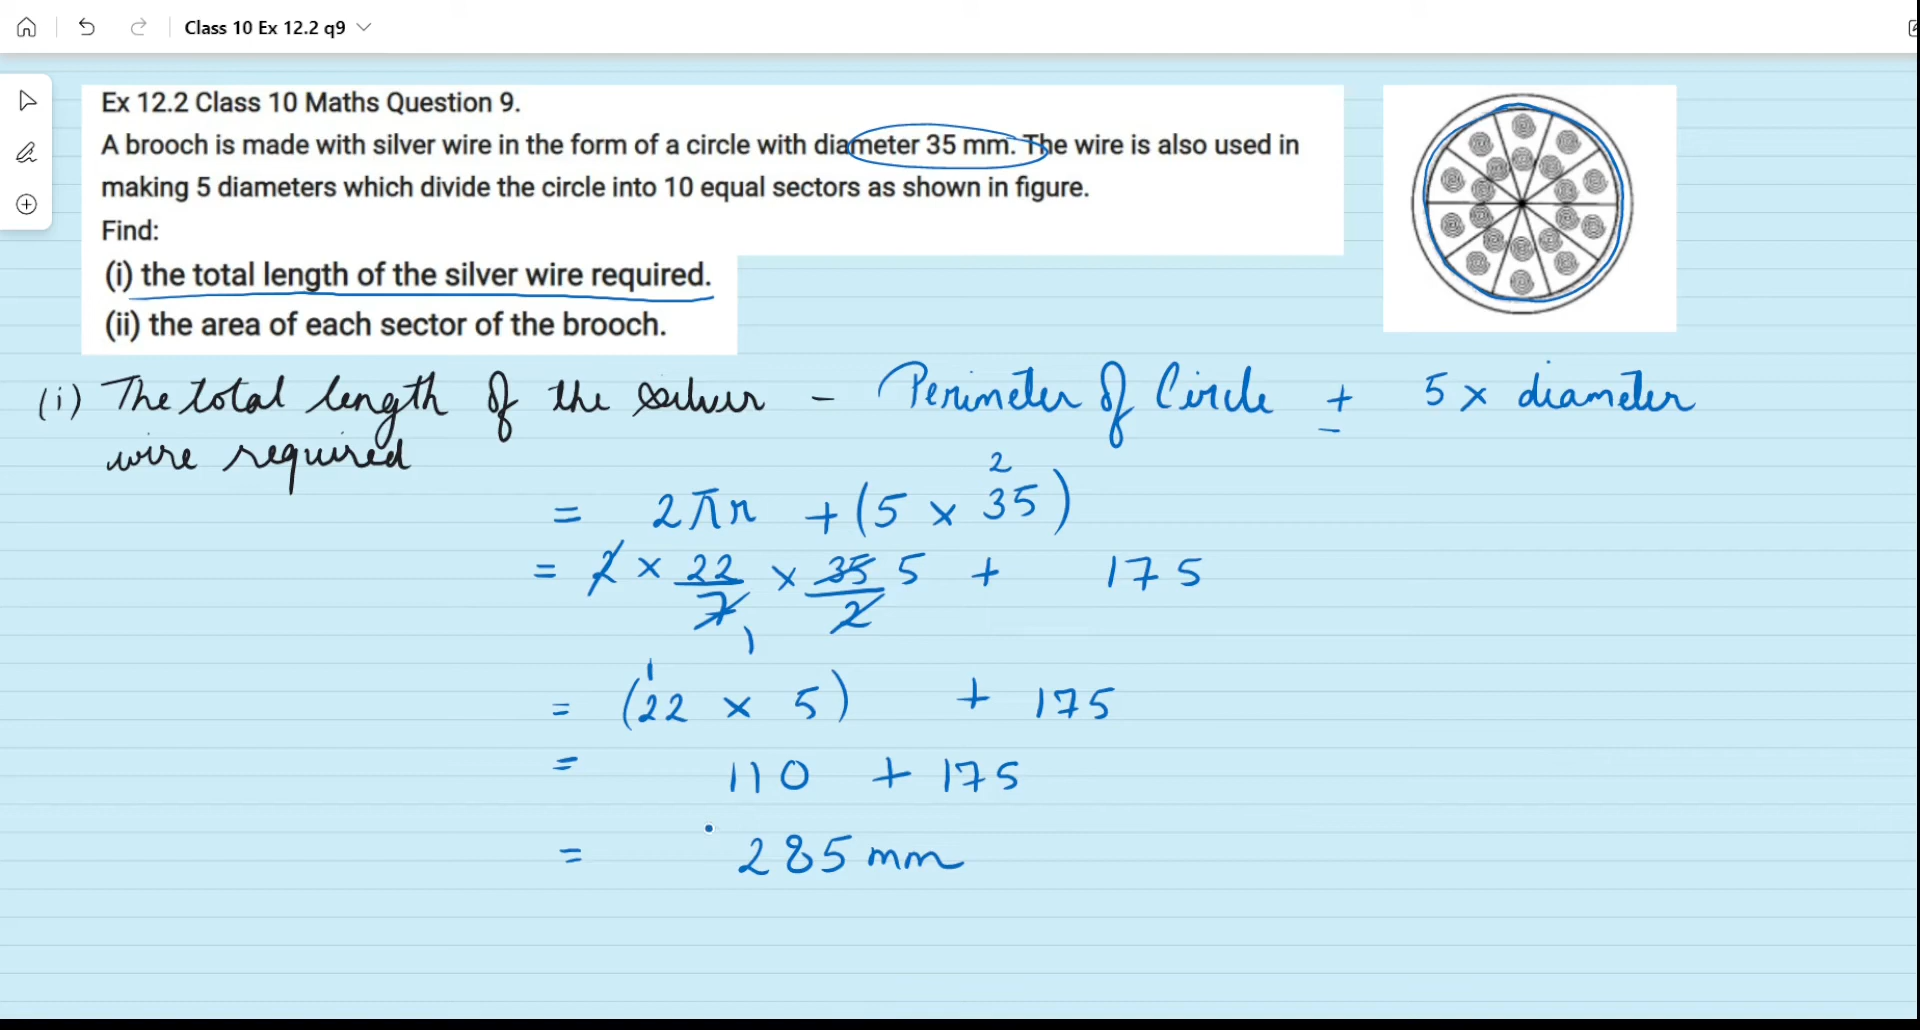 Class 10 Ex 12.2 q9
Ex 12.2 Class 10 Maths Question 9.
A brooch is made with silver wire in the form of a circle with diameter 35 mm. The wire is also used in
making 5 diameters which divide the circle into 10 equal sectors as shown in figure.
Find:
(i) the total length of the silver wire required.
(ii) the area of each sector of the brooch.
(i) The total length of the silver - Perimeter of Circle + 5 x diameter
wire required
2
= 2πr + (5 x 35)
= 2 x 22/7 x 35/2 5 + 175
1
1
= (22 x 5) + 175
= 110 + 175
= 285 mm